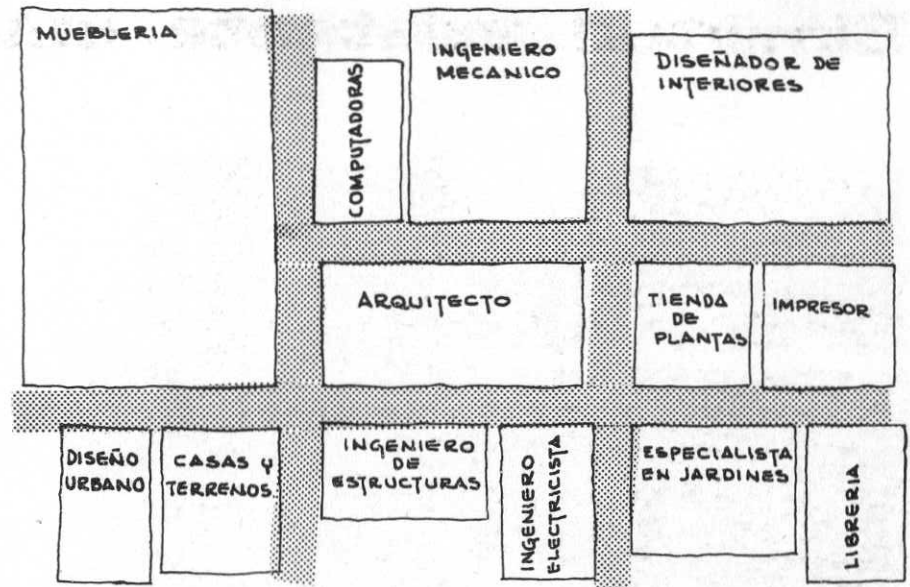 MUEBLERIA
COMPUTADORAS
INGENIERO
MECANICO
DISEÑADOR DE
INTERIORES
ARQUITECTO
TIENDA
DE
PLANTAS
IMPRESOR
DISEÑO
URBANO
CASAS Y
TERRENOS.
INGENIERO
DE
ESTRUCTURAS
INGENIERO
ELECTRICISTA
ESPECIALISTA
EN JARDINES
LIBRERIA